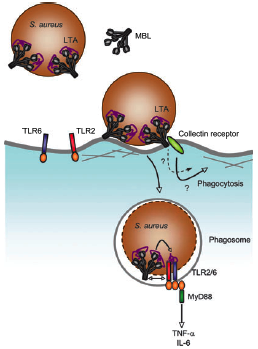 S. aureus
LTA
MBL
TLR6
TLR2
LTA
Collectin receptor
?
?
Phagocytosis
S. aureus
Phagosome
TLR2/6
MyD88
TNF-α
IL-6